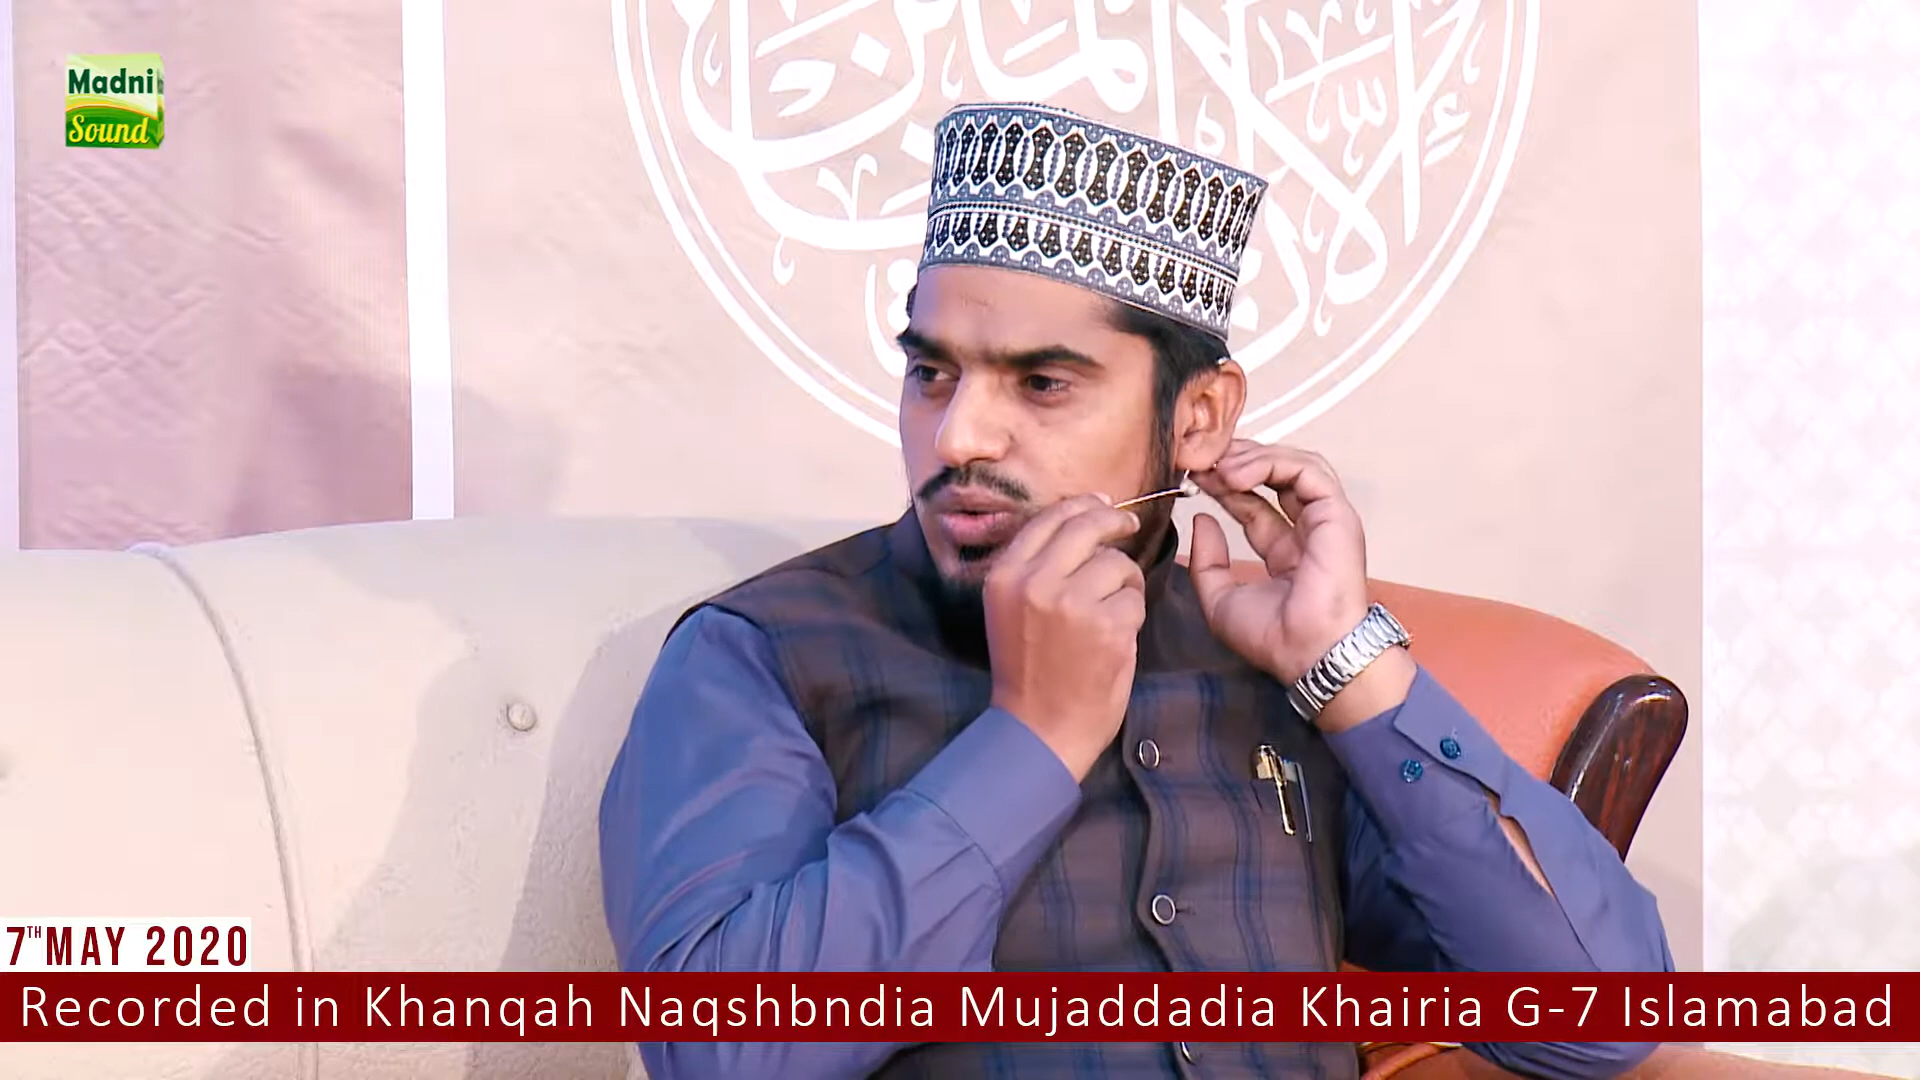 Madni
Sound
7TH MAY 2020
Recorded in Khanqah Naqshbndia Mujaddadia Khairia G-7 Islamabad